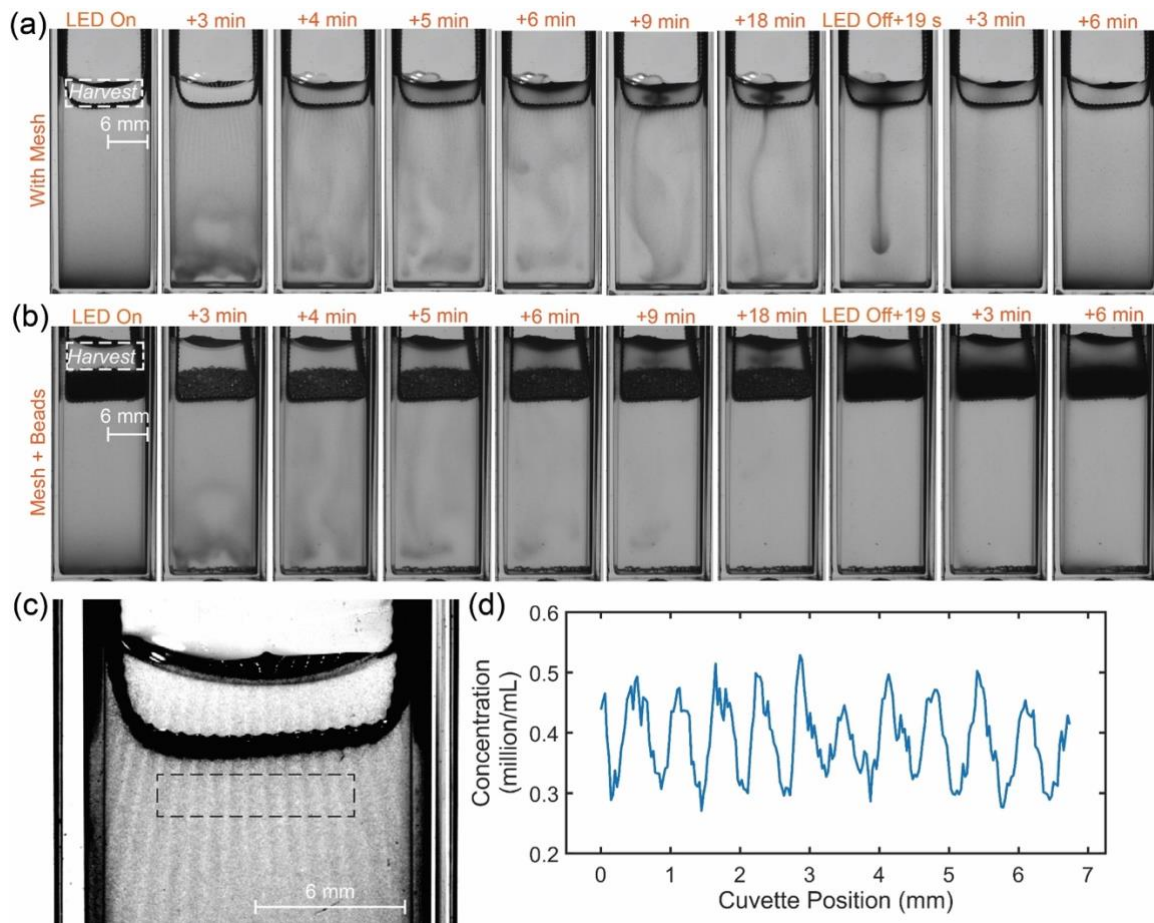 (a)
LED On +3 min +4 min +5 min +6 min +9 min +18 min LED Off+19 s +3 min +6 min
With Mesh
Harvest
6 mm
(b)
LED On +3 min +4 min +5 min +6 min +9 min +18 min LED Off+19 s +3 min +6 min
Mesh + Beads
Harvest
6 mm
(c)
6 mm
(d)
Concentration
(million/mL)
0.6
0.5
0.4
0.3
0.2
0 1 2 3 4 5 6 7
Cuvette Position (mm)